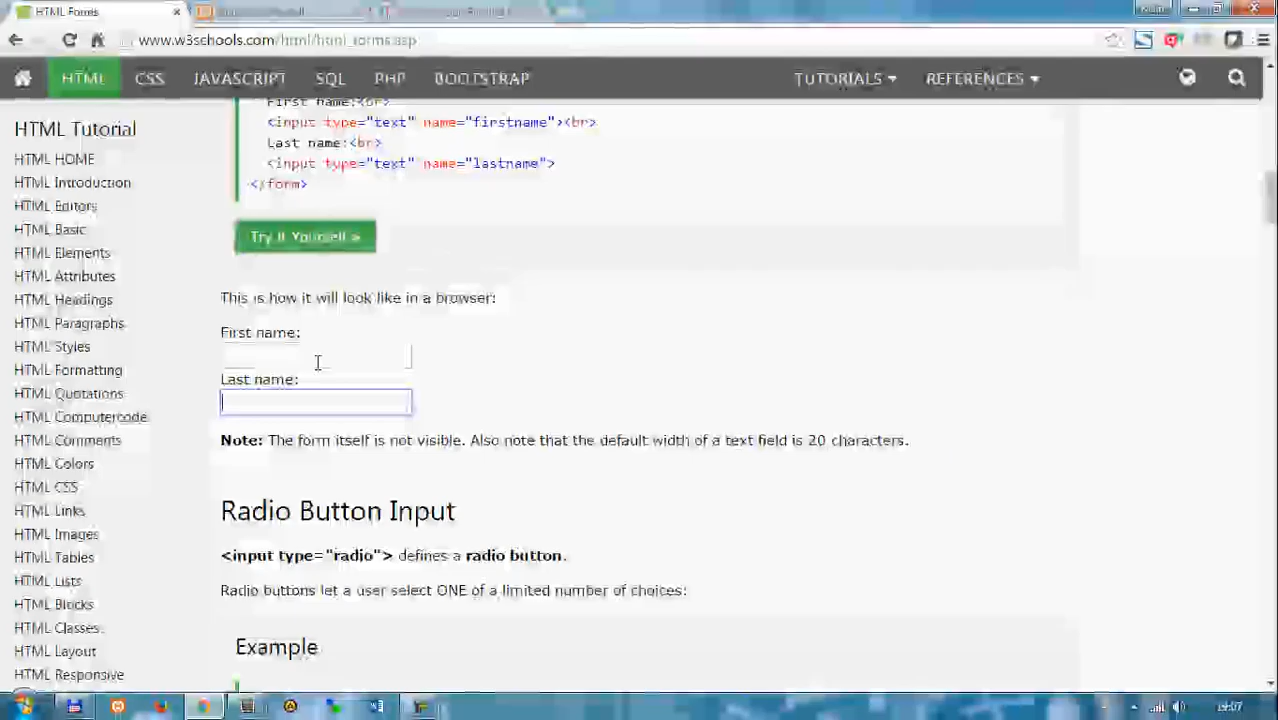 HTML Forms
www.w3schools.com/html/html_forms.asp
HTML CSS JAVASCRIPT SQL PHP BOOTSTRAP TUTORIALS REFERENCES
First name:<br>
<input type="text" name="firstname"><br>
Last name:<br>
<input type="text" name="lastname">
</form>
Try it Yourself »
This is how it will look like in a browser:
First name:
Last name:
Note: The form itself is not visible. Also note that the default width of a text field is 20 characters.
Radio Button Input
<input type="radio"> defines a radio button.
Radio buttons let a user select ONE of a limited number of choices:
Example
HTML Tutorial
HTML HOME
HTML Introduction
HTML Editors
HTML Basic
HTML Elements
HTML Attributes
HTML Headings
HTML Paragraphs
HTML Styles
HTML Formatting
HTML Quotations
HTML Computercode
HTML Comments
HTML Colors
HTML CSS
HTML Links
HTML Images
HTML Tables
HTML Lists
HTML Blocks
HTML Classes
HTML Layout
HTML Responsive